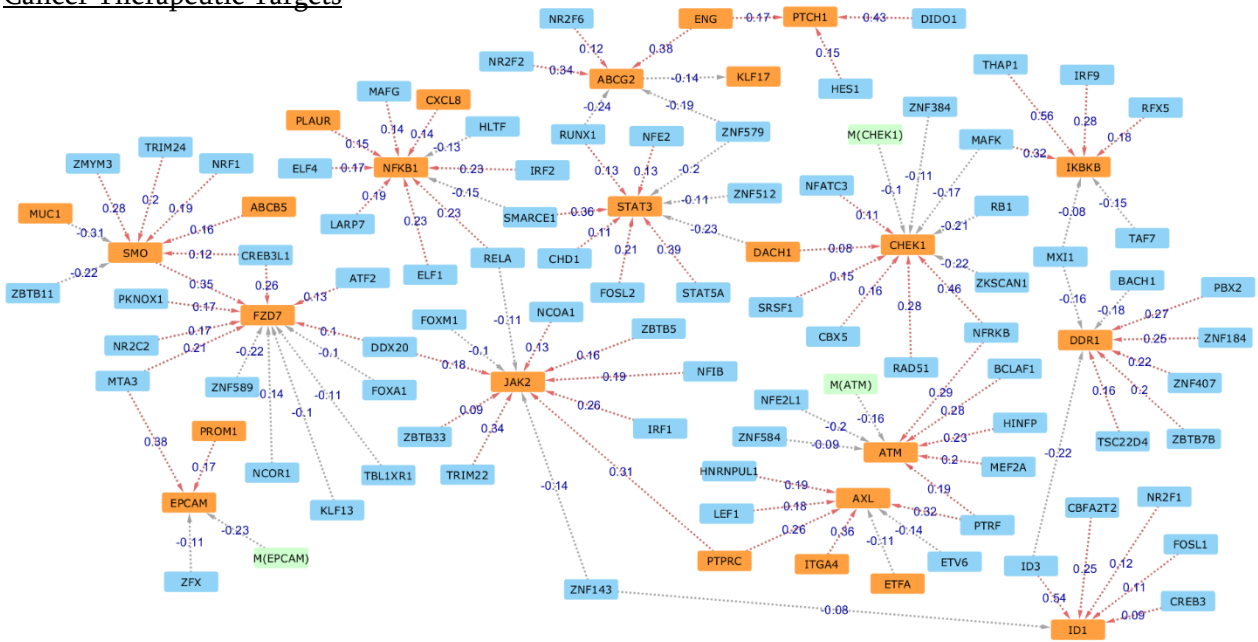 Cancer Therapeutic Targets
NR2F6
ENG
0.17
PTCH1
0.43
DIDO1
0.12
0.38
0.15
NR2F2
0.34
ABCG2
-0.14
KLF17
THAP1
IRF9
MAFG
CXCL8
-0.24
-0.19
HES1
ZNF384
0.56
0.28
RFX5
PLAUR
0.14
0.14
HLTF
RUNX1
NFE2
ZNF579
M(CHEK1)
MAFK
0.18
TRIM24
0.15
-0.13
0.32
ZMYM3
NRF1
ELF4
0.17
NFKB1
0.23
IRF2
0.13
0.13
-0.2
-0.11
IKBKB
0.2
0.19
-0.15
ZNF512
NFATC3
-0.1
-0.17
0.28
0.19
-0.11
-0.08
-0.15
MUC1
ABCB5
LARP7
0.23
0.23
SMARCE1
0.36
STAT3
0.11
-0.21
RB1
-0.31
0.16
-0.23
TAF7
SMO
0.12
CREB3L1
RELA
CHD1
0.11
0.21
0.39
DACH1
0.08
CHEK1
MXI1
-0.22
0.35
0.26
ATF2
ELF1
0.15
-0.22
ZKSCAN1
BACH1
ZBTB11
PKNOX1
0.17
0.13
FOSL2
STAT5A
SRSF1
0.16
0.28
0.46
-0.16
PBX2
FZD7
FOXM1
NCOA1
-0.18
0.27
0.17
0.1
-0.11
ZBTB5
CBX5
NFRKB
DDR1
0.25
ZNF184
NR2C2
0.21
-0.22
-0.1
DDX20
-0.1
0.13
0.16
0.22
MTA3
ZNF589
FOXA1
0.18
JAK2
0.19
NFIB
RAD51
BCLAF1
ZNF407
0.14
-0.11
M(ATM)
0.29
0.16
0.2
-0.1
0.09
0.26
NFE2L1
-0.16
0.28
PROM1
ZBTB33
0.34
IRF1
-0.2
HINFP
TSC22D4
ZBTB7B
0.38
ZNF584
-0.09
0.23
0.17
ATM
0.2
-0.22
NCOR1
TBL1XR1
TRIM22
0.31
HNRNPUL1
MEF2A
-0.14
0.19
0.19
NR2F1
EPCAM
KLF13
AXL
CBFA2T2
LEF1
0.18
0.32
PTRF
-0.23
0.26
0.36
-0.14
FOSL1
-0.11
M(EPCAM)
-0.11
0.12
PTPRC
ITGA4
ETV6
ID3
0.25
ZFX
ZNF143
ETFA
0.54
0.11
CREB3
-0.08
0.09
ID1